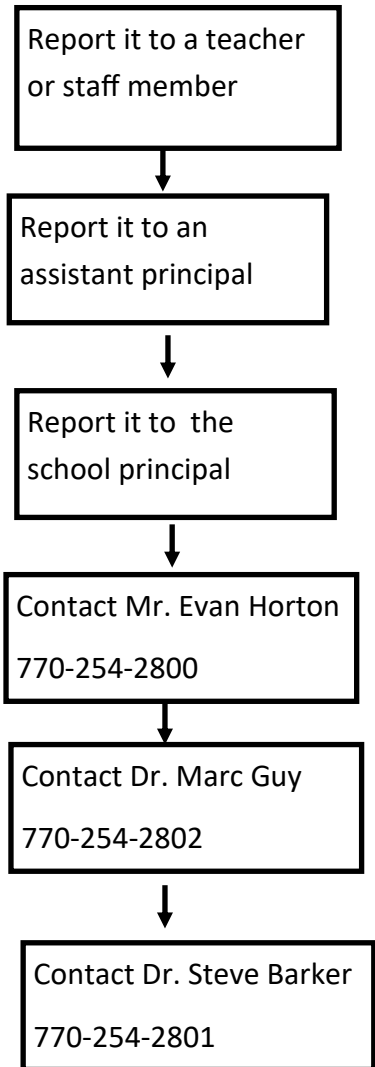 Report it to a teacher
or staff member
Report it to an
assistant principal
Report it to the
school principal
Contact Mr. Evan Horton
770-254-2800
Contact Dr. Marc Guy
770-254-2802
Contact Dr. Steve Barker
770-254-2801